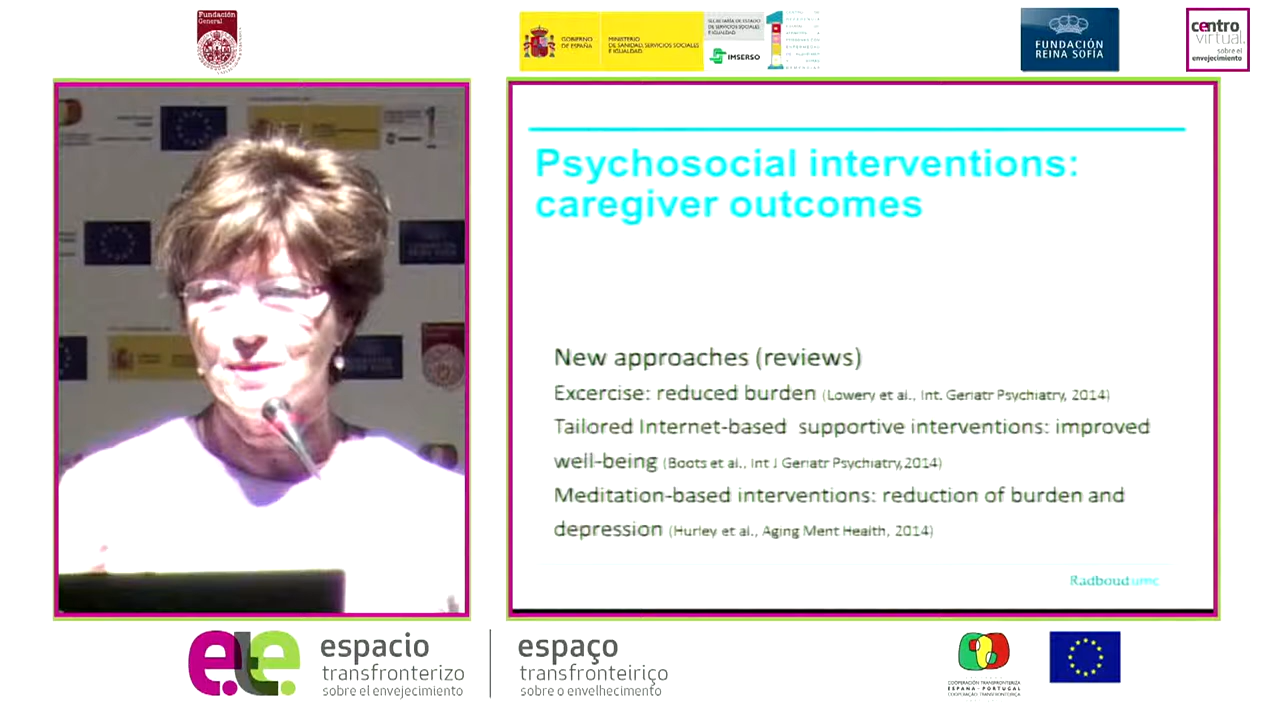 Fundación
General
GOBIERNO
DE ESPAÑA
MINISTERIO
DE SANIDAD, SERVICIOS SOCIALES
E IGUALDAD
SECRETARÍA DE ESTADO
DE SERVICIOS SOCIALES
E IGUALDAD
IMSERSO
FUNDACIÓN
REINA SOFÍA
centro
virtual
sobre el
envejecimiento
Psychosocial interventions:
caregiver outcomes
New approaches (reviews)
Excercise: reduced burden (Lowery et al., Int. Geriatr Psychiatry, 2014)
Tailored Internet-based supportive interventions: improved
well-being (Boots et al., Int J Geriatr Psychiatry,2014)
Meditation-based interventions: reduction of burden and
depression (Hurley et al., Aging Ment Health, 2014)
Radboudumc
ete
espacio
transfronterizo
sobre el envejecimiento
espaço
transfronteiriço
sobre o envelhecimento
COOPERACIÓN TRANSFRONTERIZA
ESPAÑA - PORTUGAL
COOPERAÇÃO TRANSFRONTEIRIÇA